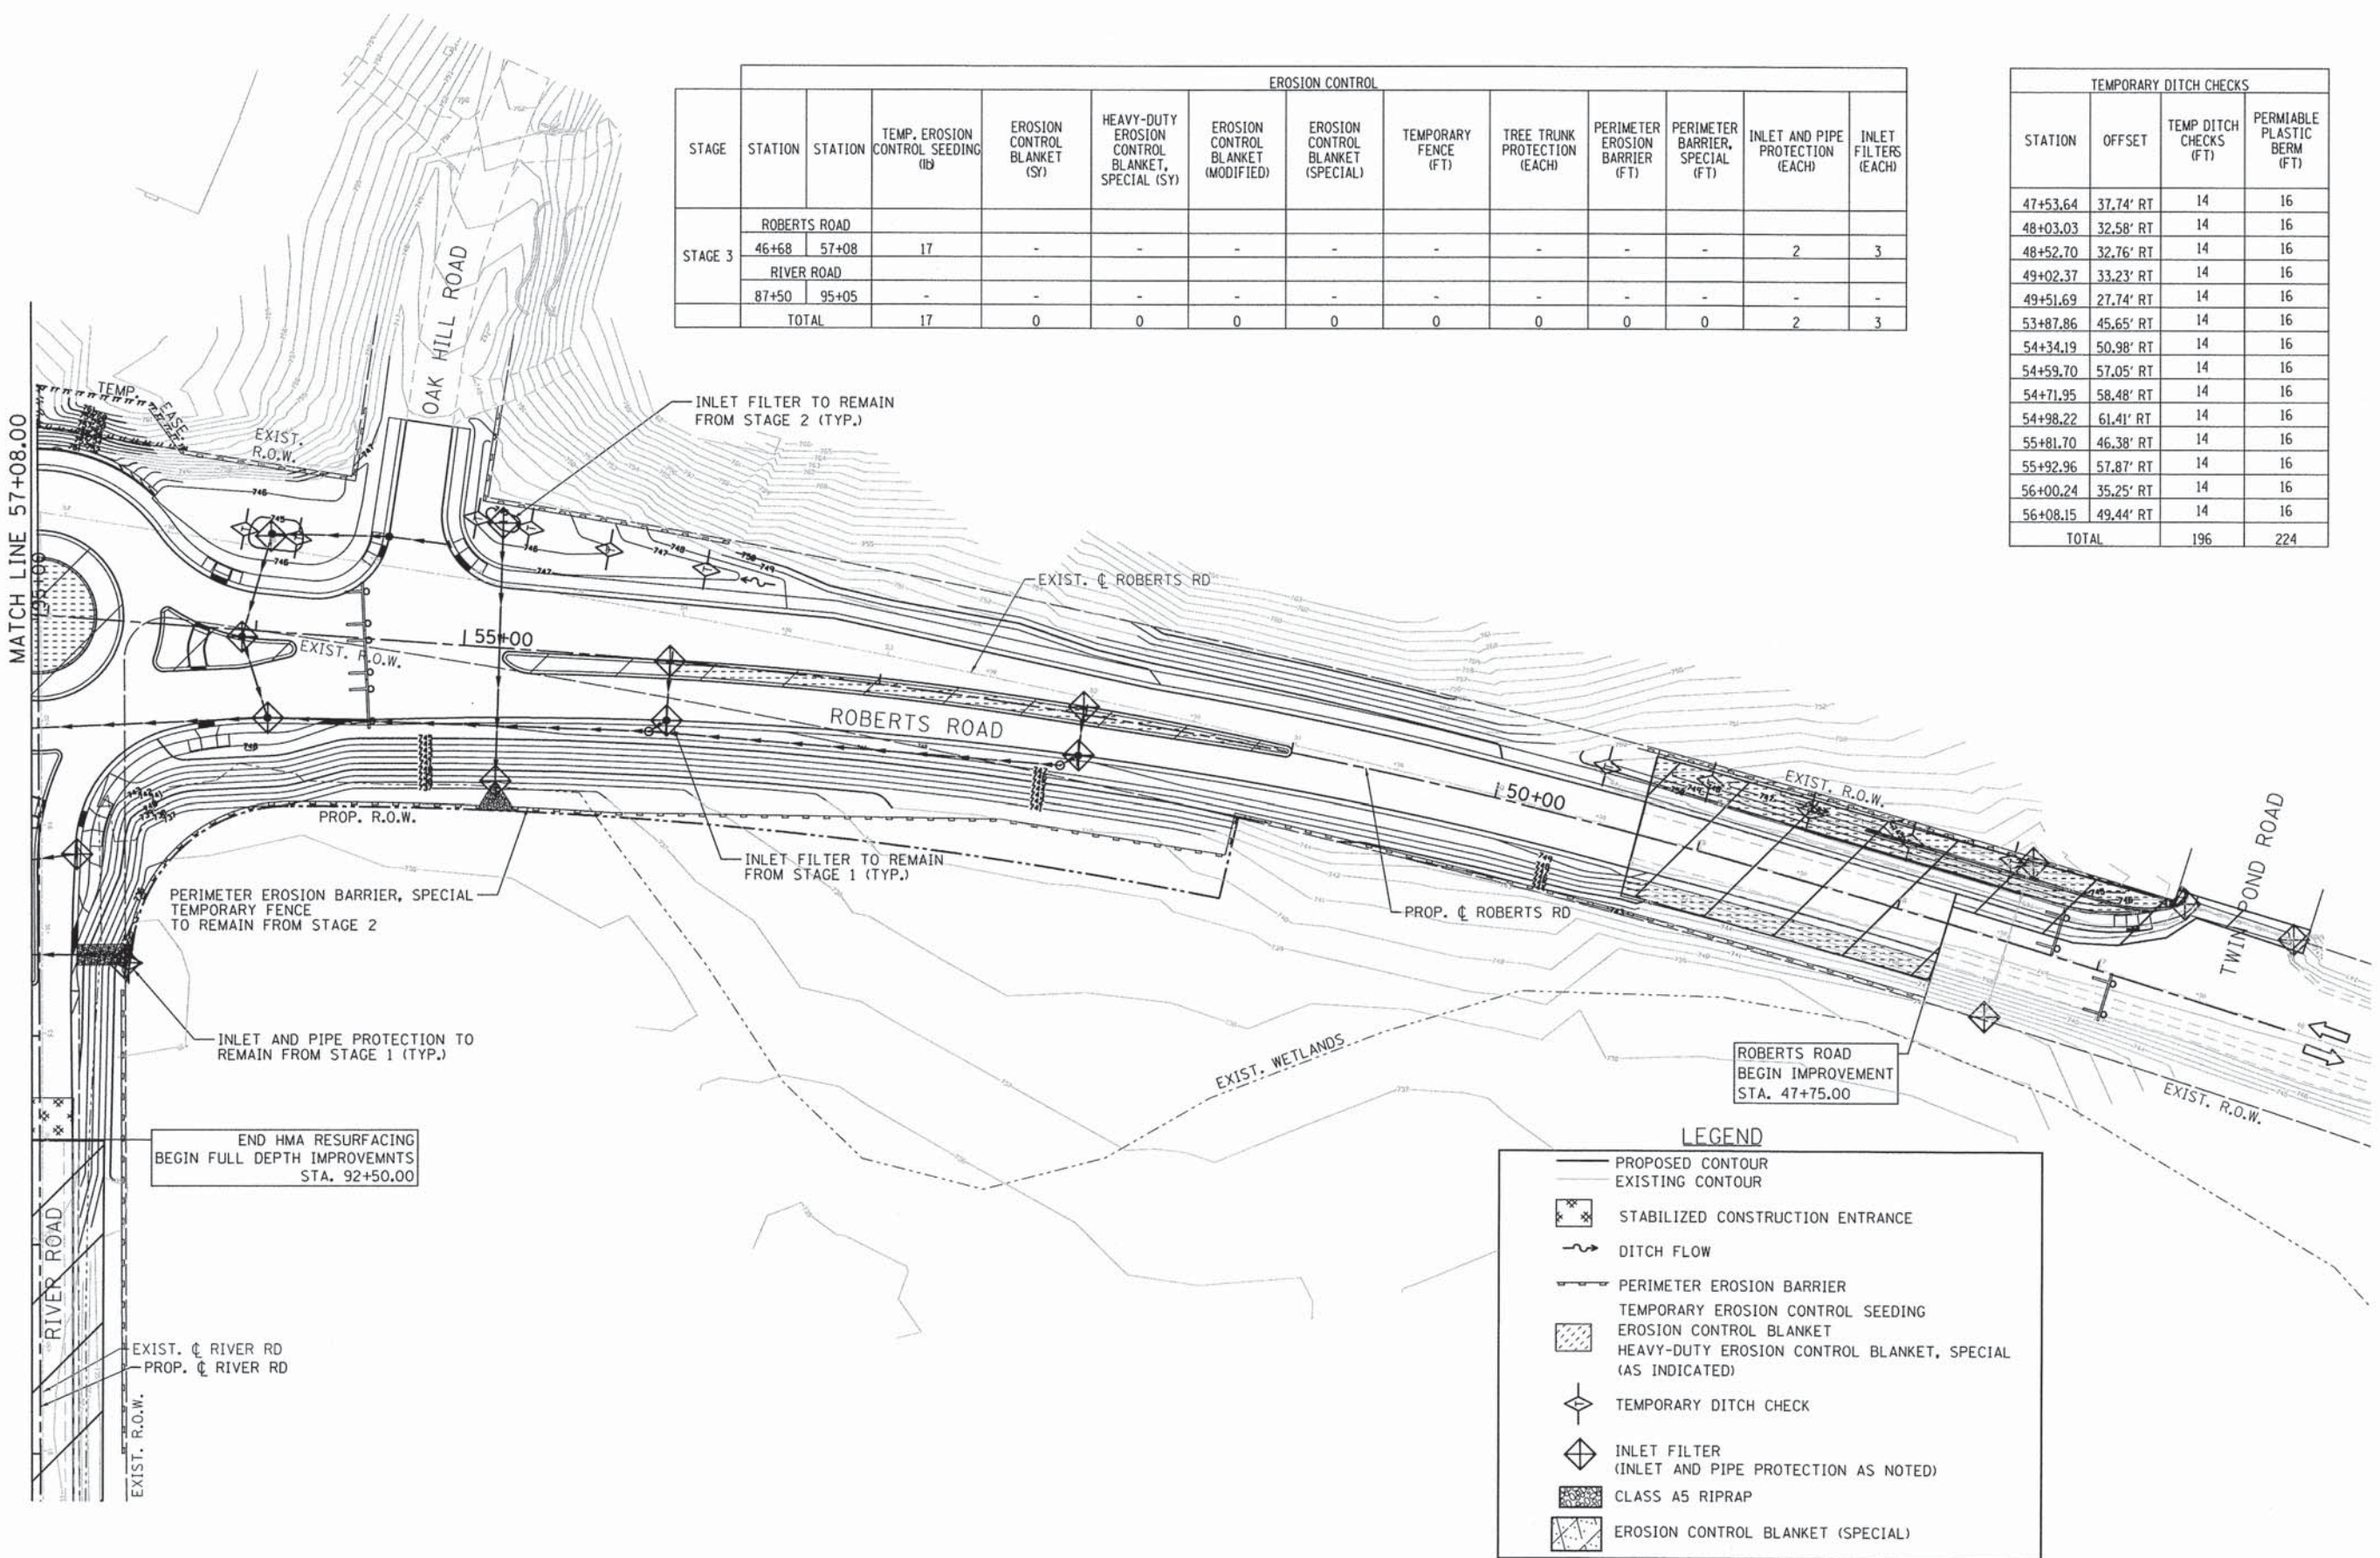 EROSION CONTROL
STAGE STATION STATION TEMP. EROSION CONTROL SEEDING (lb) EROSION CONTROL BLANKET (SY) HEAVY-DUTY EROSION CONTROL BLANKET, SPECIAL (SY) EROSION CONTROL BLANKET (MODIFIED) EROSION CONTROL BLANKET (SPECIAL) TEMPORARY FENCE (FT) TREE TRUNK PROTECTION (EACH) PERIMETER EROSION BARRIER (FT) PERIMETER BARRIER, SPECIAL (FT) INLET AND PIPE PROTECTION (EACH) INLET FILTERS (EACH)
STAGE 3
ROBERTS ROAD
46+68 57+08 17 - - - - - - - - 2 3
RIVER ROAD
87+50 95+05 - - - - - - - - - - -
TOTAL 17 0 0 0 0 0 0 0 0 2 3
TEMPORARY DITCH CHECKS
STATION OFFSET TEMP DITCH CHECKS (FT) PERMIABLE PLASTIC BERM (FT)
47+53.64 37.74' RT 14 16
48+03.03 32.58' RT 14 16
48+52.70 32.76' RT 14 16
49+02.37 33.23' RT 14 16
49+51.69 27.74' RT 14 16
53+87.86 45.65' RT 14 16
54+34.19 50.98' RT 14 16
54+59.70 57.05' RT 14 16
54+71.95 58.48' RT 14 16
54+98.22 61.41' RT 14 16
55+81.70 46.38' RT 14 16
55+92.96 57.87' RT 14 16
56+00.24 35.25' RT 14 16
56+08.15 49.44' RT 14 16
TOTAL 196 224
MATCH LINE 57+08.00
TEMP. EASE.
EXIST.
R.O.W.
OAK HILL ROAD
INLET FILTER TO REMAIN
FROM STAGE 2 (TYP.)
EXIST. ℄ ROBERTS RD
55+00
EXIST. R.O.W.
ROBERTS ROAD
50+00
EXIST. R.O.W.
TWIN POND ROAD
PROP. R.O.W.
INLET FILTER TO REMAIN
FROM STAGE 1 (TYP.)
PERIMETER EROSION BARRIER, SPECIAL
TEMPORARY FENCE
TO REMAIN FROM STAGE 2
PROP. ℄ ROBERTS RD
INLET AND PIPE PROTECTION TO
REMAIN FROM STAGE 1 (TYP.)
EXIST. WETLANDS
ROBERTS ROAD
BEGIN IMPROVEMENT
STA. 47+75.00
EXIST. R.O.W.
END HMA RESURFACING
BEGIN FULL DEPTH IMPROVEMNTS
STA. 92+50.00
RIVER ROAD
EXIST. ℄ RIVER RD
PROP. ℄ RIVER RD
EXIST. R.O.W.
LEGEND
PROPOSED CONTOUR
EXISTING CONTOUR
STABILIZED CONSTRUCTION ENTRANCE
DITCH FLOW
PERIMETER EROSION BARRIER
TEMPORARY EROSION CONTROL SEEDING
EROSION CONTROL BLANKET
HEAVY-DUTY EROSION CONTROL BLANKET, SPECIAL
(AS INDICATED)
TEMPORARY DITCH CHECK
INLET FILTER
(INLET AND PIPE PROTECTION AS NOTED)
CLASS A5 RIPRAP
EROSION CONTROL BLANKET (SPECIAL)